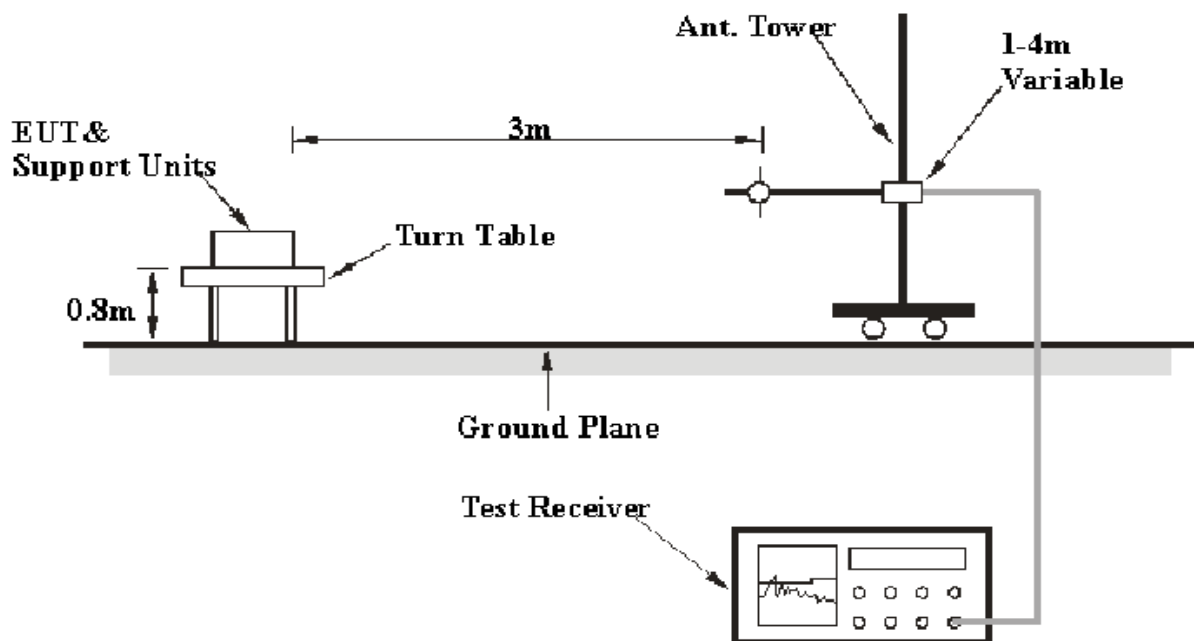 Ant. Tower
1-4m
Variable
EUT&
Support Units
3m
Turn Table
0.8m
Ground Plane
Test Receiver